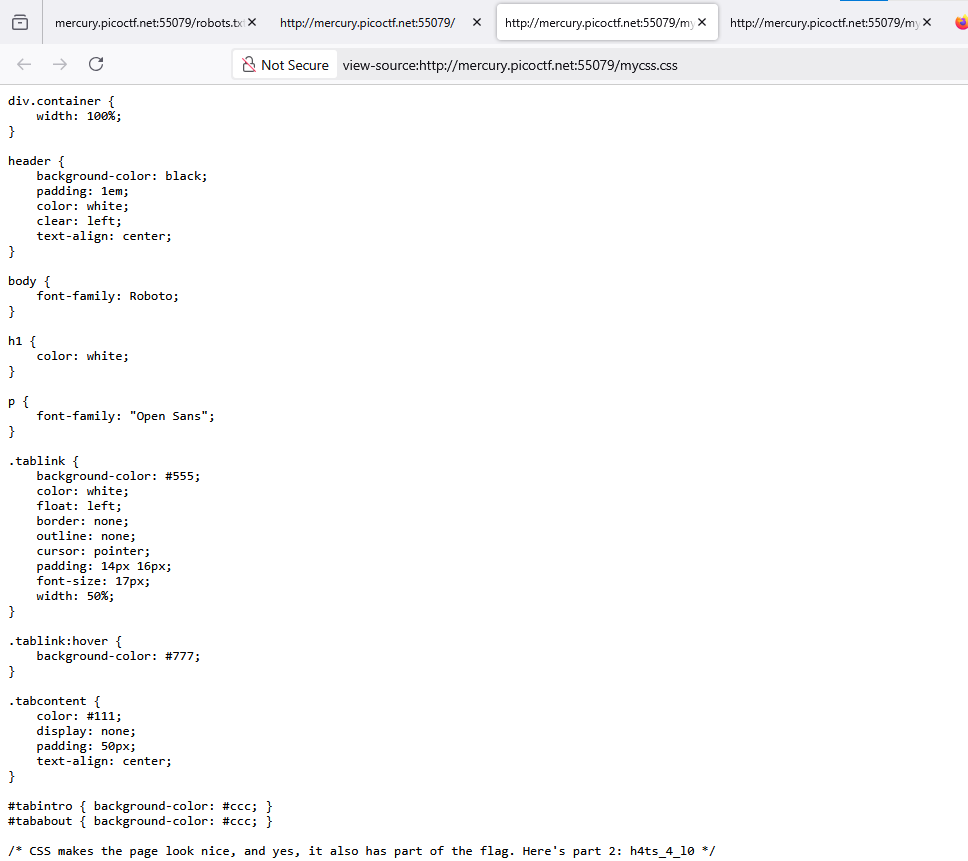 mercury.picoctf.net:55079/robots.tx
http://mercury.picoctf.net:55079/
http://mercury.picoctf.net:55079/my
http://mercury.picoctf.net:55079/my
Not Secure
view-source:http://mercury.picoctf.net:55079/mycss.css
div.container {
    width: 100%;
}
header {
    background-color: black;
    padding: 1em;
    color: white;
    clear: left;
    text-align: center;
}
body {
    font-family: Roboto;
}
h1 {
    color: white;
}
p {
    font-family: "Open Sans";
}
.tablink {
    background-color: #555;
    color: white;
    float: left;
    border: none;
    outline: none;
    cursor: pointer;
    padding: 14px 16px;
    font-size: 17px;
    width: 50%;
}
.tablink:hover {
    background-color: #777;
}
.tabcontent {
    color: #111;
    display: none;
    padding: 50px;
    text-align: center;
}
#tabintro { background-color: #ccc; }
#tababout { background-color: #ccc; }
/* CSS makes the page look nice, and yes, it also has part of the flag. Here's part 2: h4ts_4_l0 */